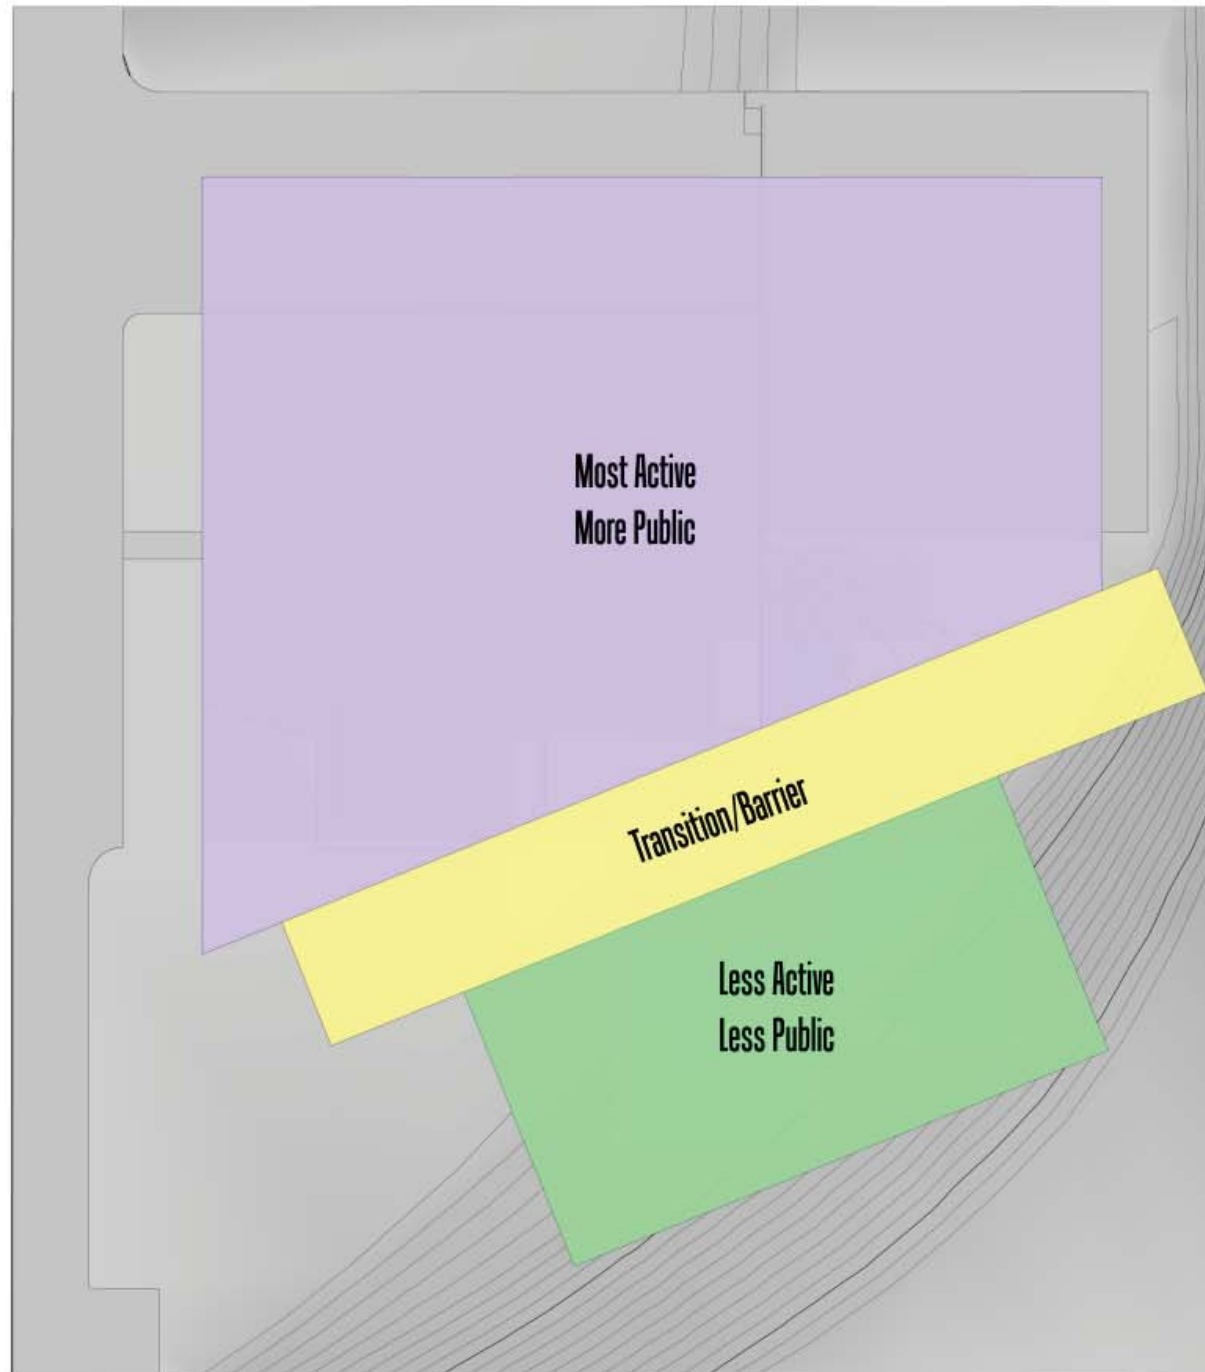 Most Active
More Public
Transition/Barrier
Less Active
Less Public